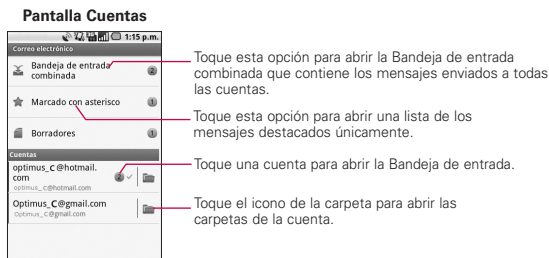 Pantalla Cuentas
1:15 p.m.
Correo electrónico
Bandeja de entrada
combinada
2
Marcado con asterisco
1
Borradores
1
Cuentas
optimus_c@hotmail.
com
2
optimus_c@hotmail.com
Optimus_C@gmail.com
Optimus_C@gmail.com
Toque esta opción para abrir la Bandeja de entrada
combinada que contiene los mensajes enviados a todas
las cuentas.
Toque esta opción para abrir una lista de los
mensajes destacados únicamente.
Toque una cuenta para abrir la Bandeja de entrada.
Toque el icono de la carpeta para abrir las
carpetas de la cuenta.